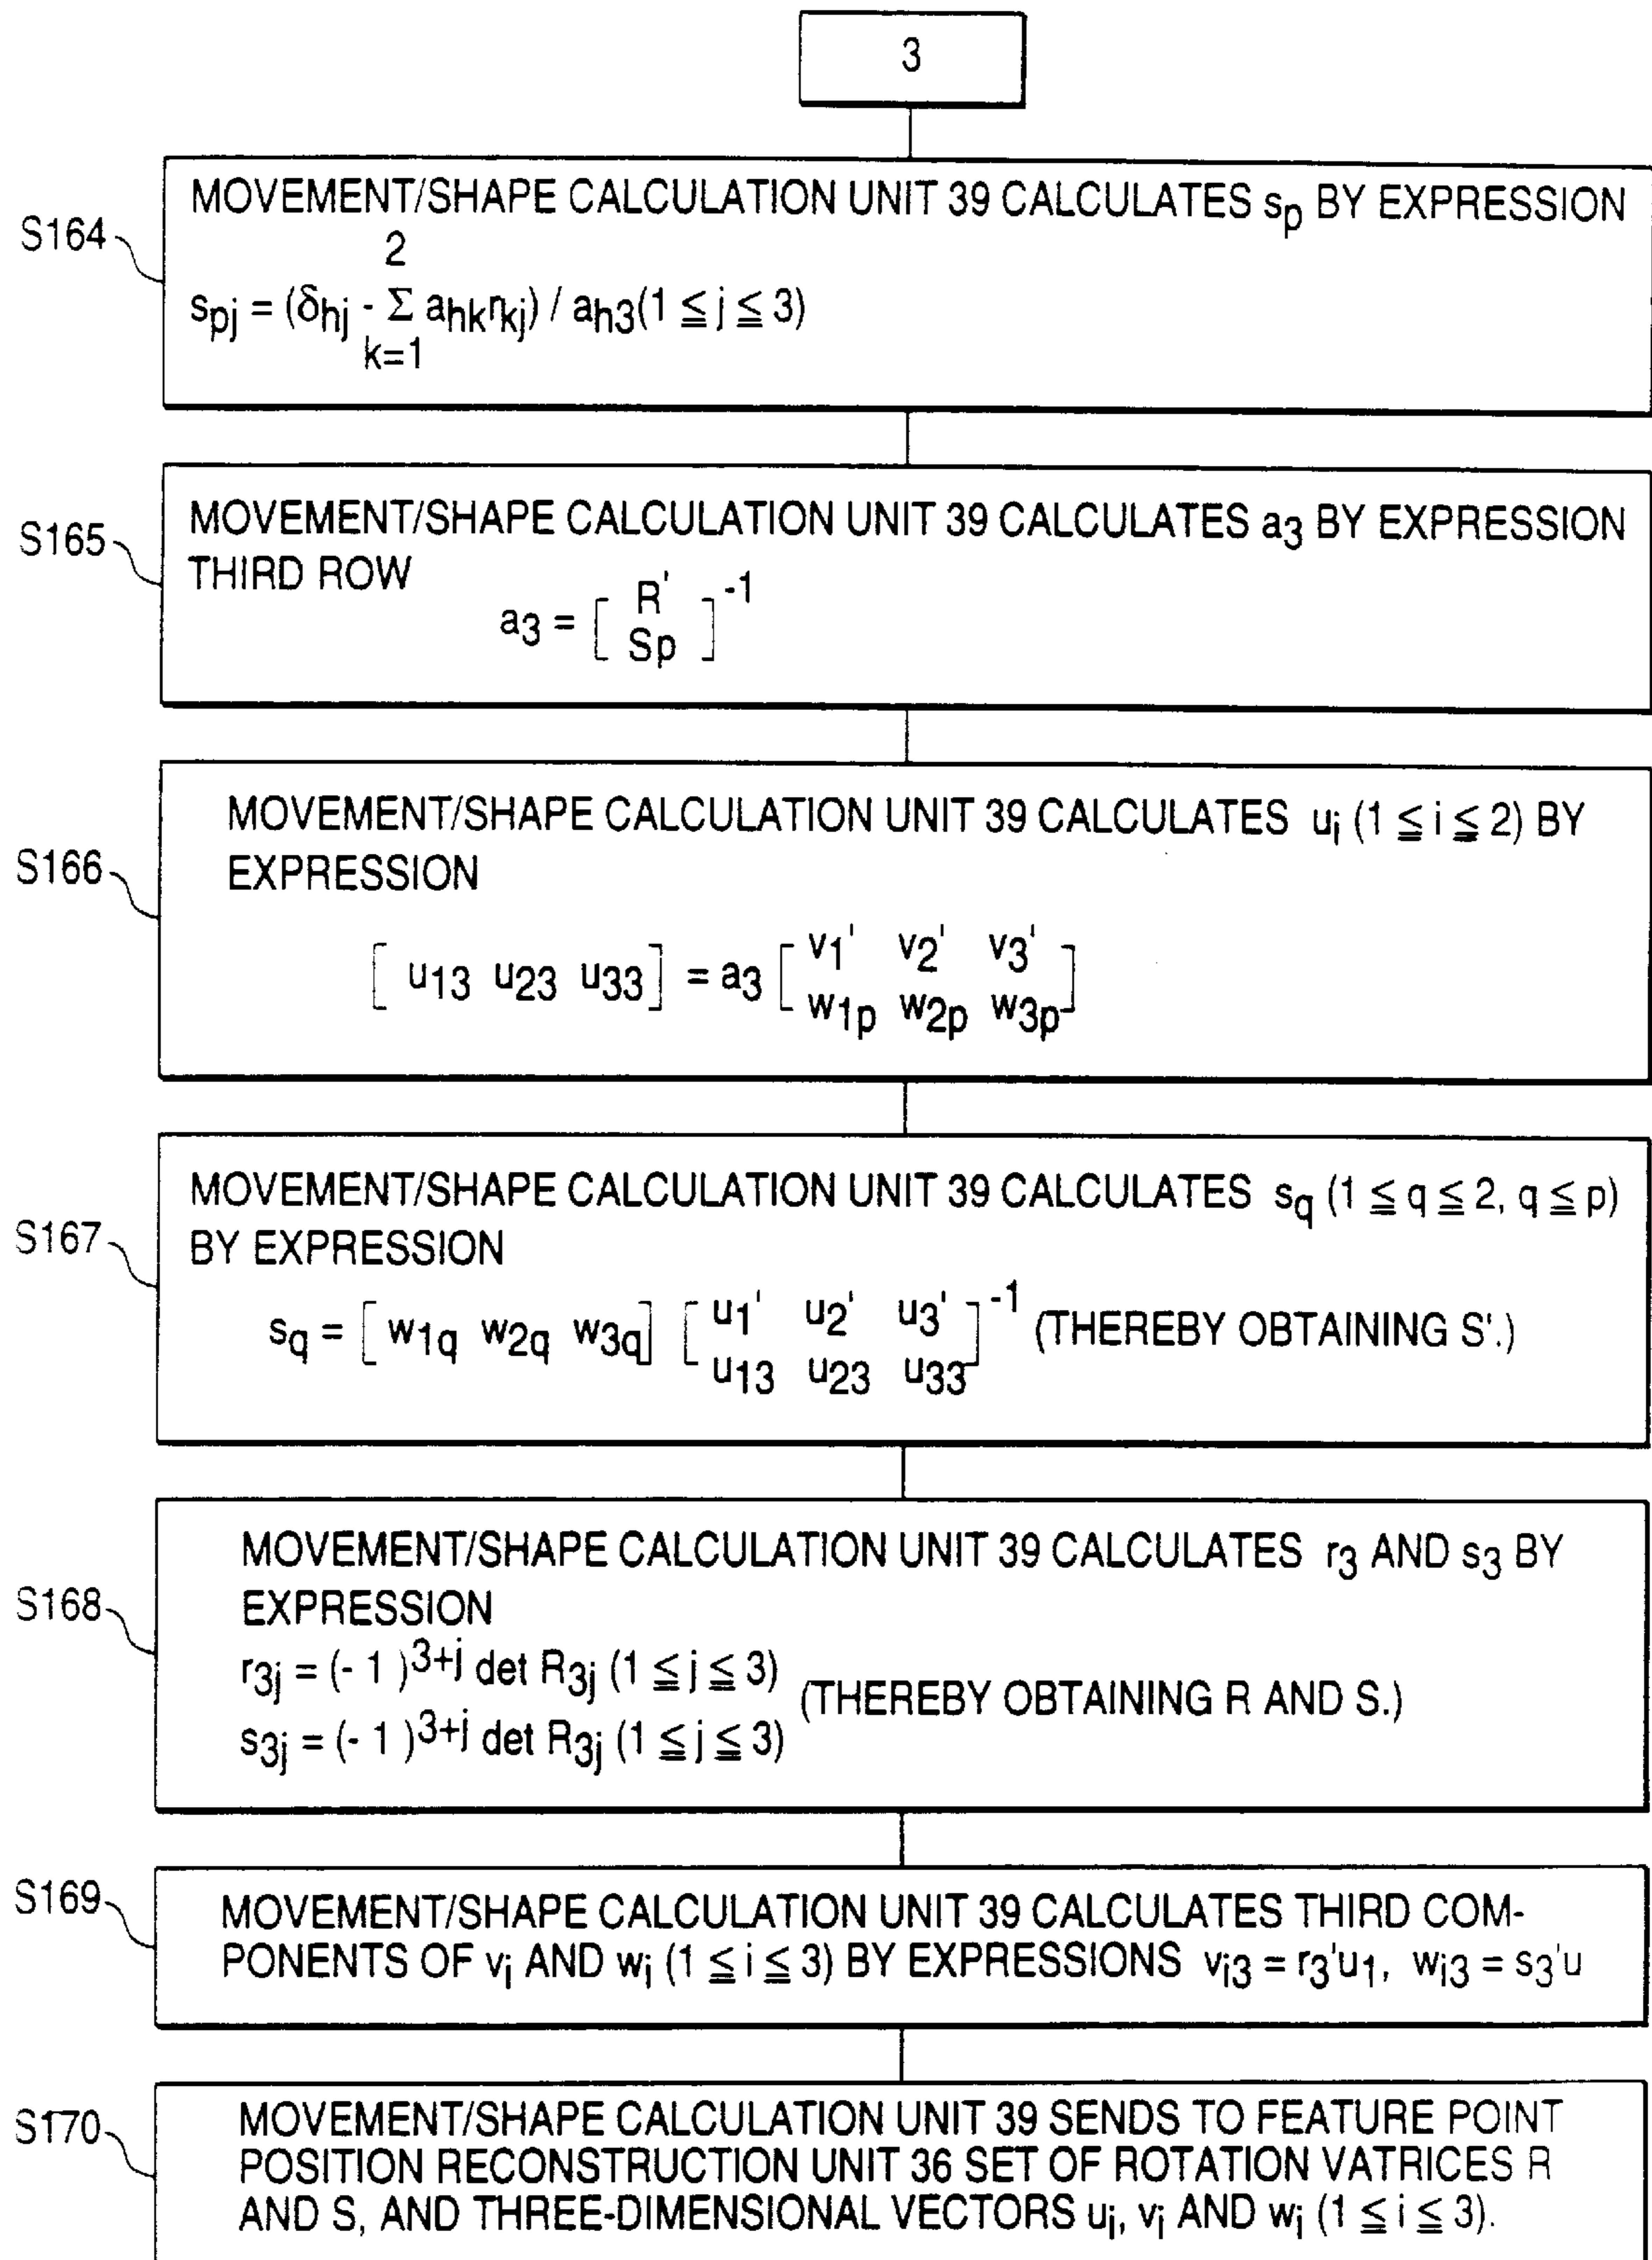 3
S164
MOVEMENT/SHAPE CALCULATION UNIT 39 CALCULATES sp BY EXPRESSION
2
spj = (δhj - Σ ahk rkj) / ah3(1 ≦ j ≦ 3)
k=1
S165
MOVEMENT/SHAPE CALCULATION UNIT 39 CALCULATES a3 BY EXPRESSION
THIRD ROW
a3 = [ R' Sp ]^-1
S166
MOVEMENT/SHAPE CALCULATION UNIT 39 CALCULATES ui (1 ≦ i ≦ 2) BY
EXPRESSION
[ u13 u23 u33 ] = a3 [ v1' v2' v3'
w1p w2p w3p ]
S167
MOVEMENT/SHAPE CALCULATION UNIT 39 CALCULATES sq (1 ≦ q ≦ 2, q ≦ p)
BY EXPRESSION
sq = [ w1q w2q w3q ] [ u1' u2' u3'
u13 u23 u33 ]^-1 (THEREBY OBTAINING S'.)
S168
MOVEMENT/SHAPE CALCULATION UNIT 39 CALCULATES r3 AND s3 BY
EXPRESSION
r3j = (- 1 )^3+j det R3j (1 ≦ j ≦ 3)
s3j = (- 1 )^3+j det R3j (1 ≦ j ≦ 3)
(THEREBY OBTAINING R AND S.)
S169
MOVEMENT/SHAPE CALCULATION UNIT 39 CALCULATES THIRD COM-
PONENTS OF vi AND wi (1 ≦ i ≦ 3) BY EXPRESSIONS vi3 = r3'u1, wi3 = s3'u
S170
MOVEMENT/SHAPE CALCULATION UNIT 39 SENDS TO FEATURE POINT
POSITION RECONSTRUCTION UNIT 36 SET OF ROTATION VATRICES R
AND S, AND THREE-DIMENSIONAL VECTORS ui, vi AND wi (1 ≦ i ≦ 3).